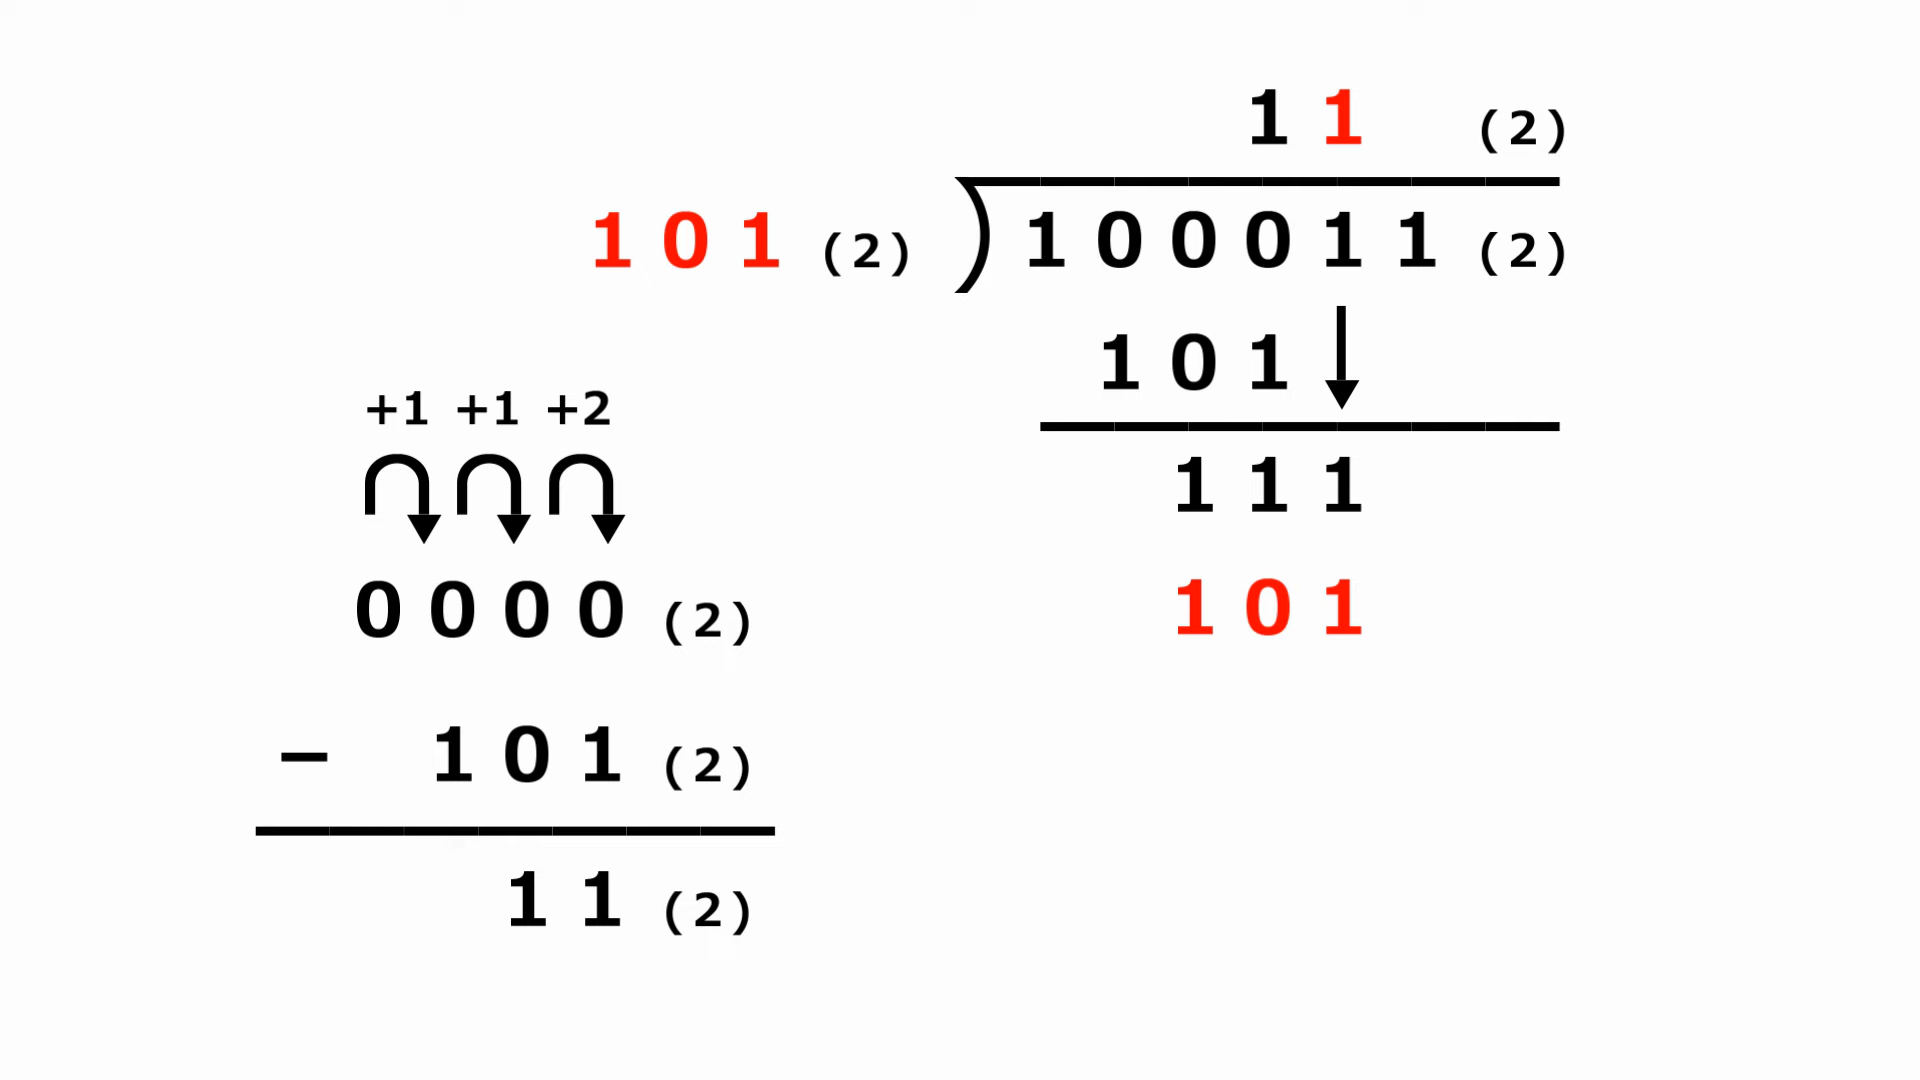 1 1 (2)
1 0 1 (2) ) 1 0 0 0 1 1 (2)
1 0 1
+1 +1 +2
1 1 1
0 0 0 0 (2)
1 0 1
− 1 0 1 (2)
1 1 (2)